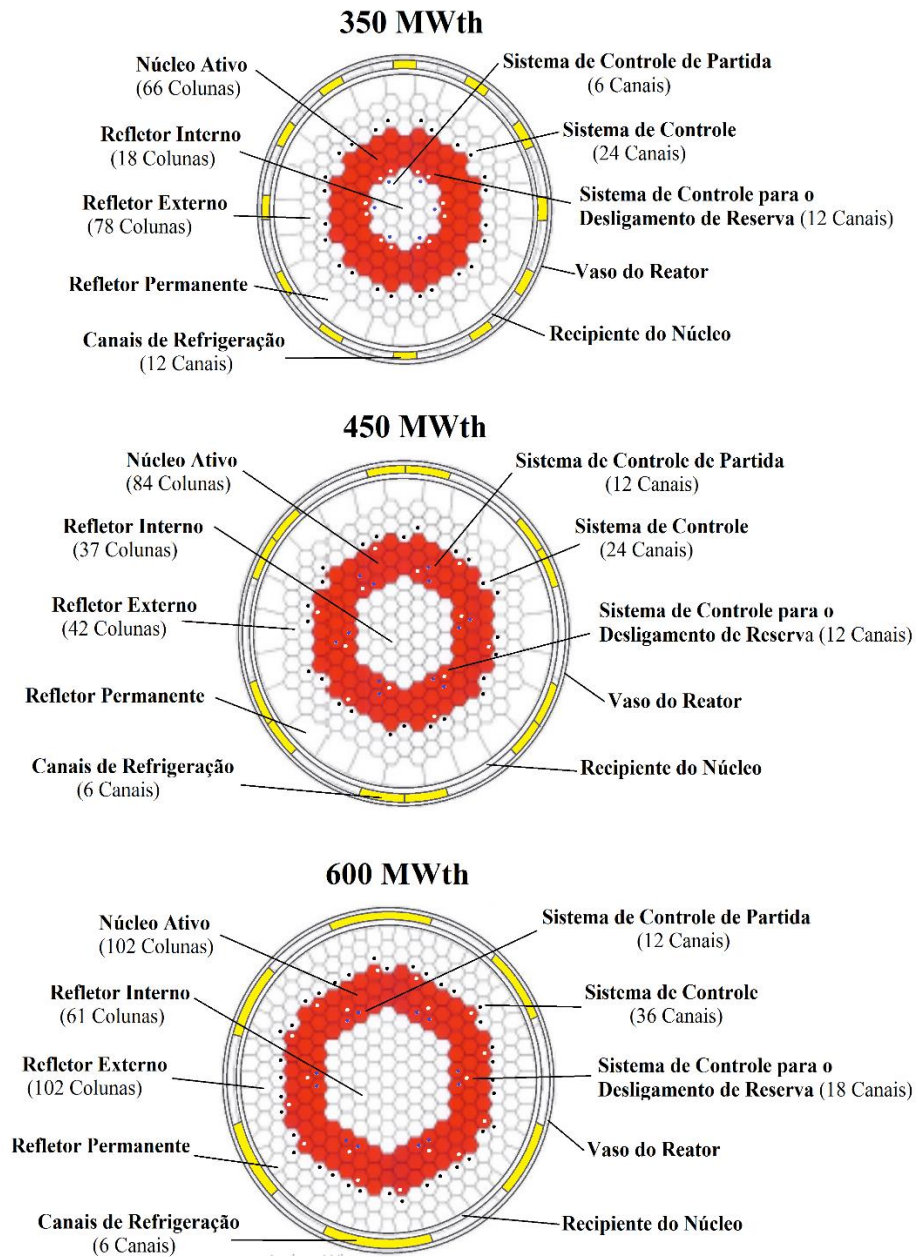 350 MWth
Núcleo Ativo
(66 Colunas)
Sistema de Controle de Partida
(6 Canais)
Refletor Interno
(18 Colunas)
Sistema de Controle
(24 Canais)
Refletor Externo
(78 Colunas)
Sistema de Controle para o
Desligamento de Reserva (12 Canais)
Refletor Permanente
Vaso do Reator
Canais de Refrigeração
(12 Canais)
Recipiente do Núcleo
450 MWth
Núcleo Ativo
(84 Colunas)
Sistema de Controle de Partida
(12 Canais)
Refletor Interno
(37 Colunas)
Sistema de Controle
(24 Canais)
Refletor Externo
(42 Colunas)
Sistema de Controle para o
Desligamento de Reserva (12 Canais)
Refletor Permanente
Vaso do Reator
Canais de Refrigeração
(6 Canais)
Recipiente do Núcleo
600 MWth
Núcleo Ativo
(102 Colunas)
Sistema de Controle de Partida
(12 Canais)
Refletor Interno
(61 Colunas)
Sistema de Controle
(36 Canais)
Refletor Externo
(102 Colunas)
Sistema de Controle para o
Desligamento de Reserva (18 Canais)
Refletor Permanente
Vaso do Reator
Canais de Refrigeração
(6 Canais)
Recipiente do Núcleo